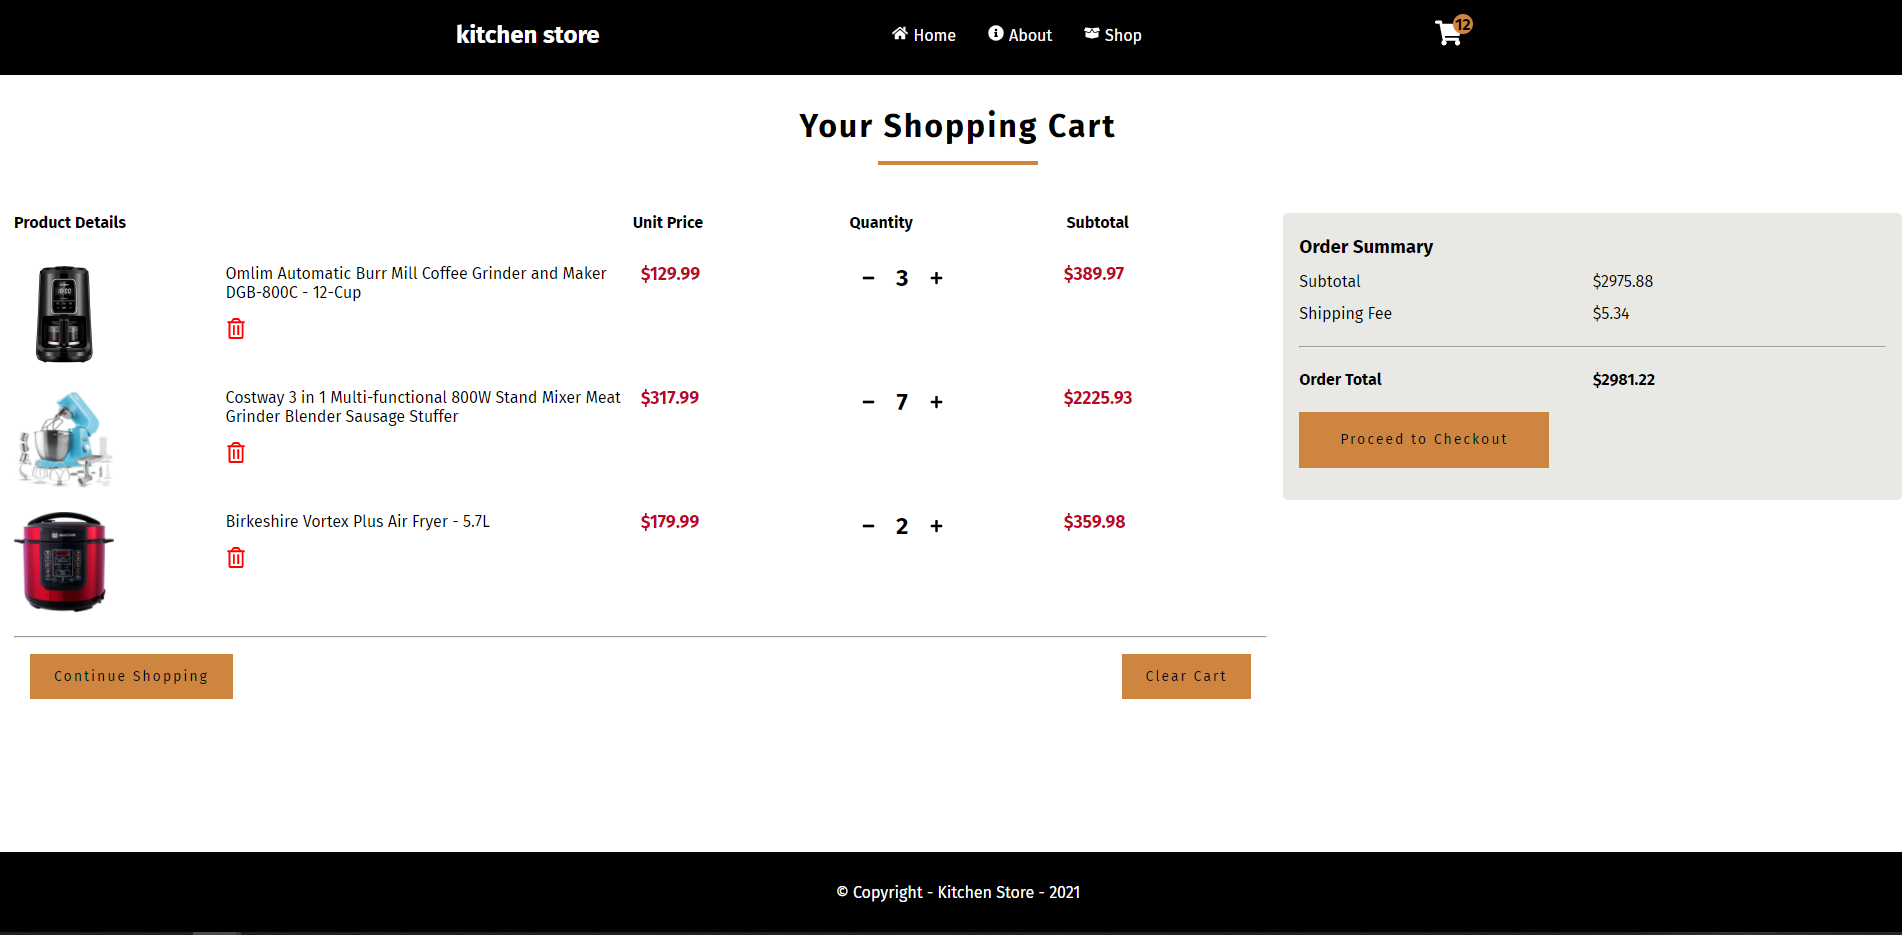 kitchen store
Home
About
Shop
12
Your Shopping Cart
Product Details
Unit Price
Quantity
Subtotal
Omlim Automatic Burr Mill Coffee Grinder and Maker
DGB-800C - 12-Cup
$129.99
3
$389.97
Costway 3 in 1 Multi-functional 800W Stand Mixer Meat
Grinder Blender Sausage Stuffer
$317.99
7
$2225.93
Birkeshire Vortex Plus Air Fryer - 5.7L
$179.99
2
$359.98
Continue Shopping
Clear Cart
Order Summary
Subtotal
$2975.88
Shipping Fee
$5.34
Order Total
$2981.22
Proceed to Checkout
© Copyright - Kitchen Store - 2021